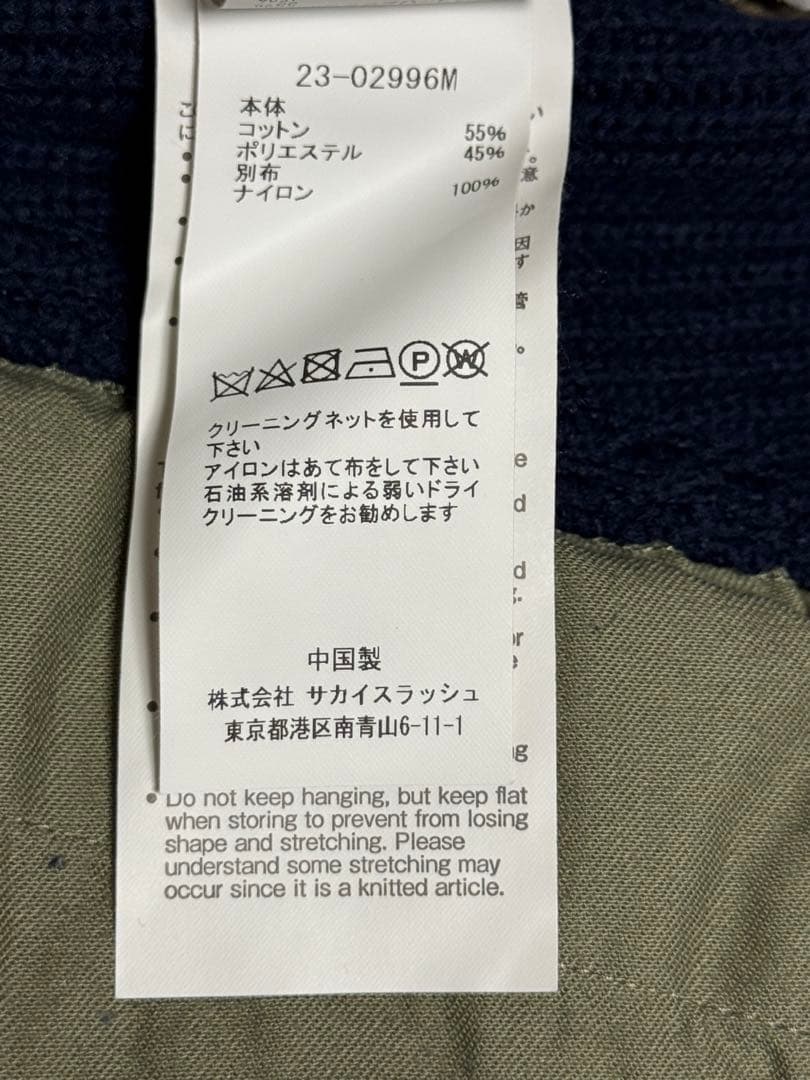 23-02996M
本体
コットン 55%
ポリエステル 45%
別布
ナイロン 100%
P
W
クリーニングネットを使用して
下さい
アイロンはあて布をして下さい
石油系溶剤による弱いドライ
クリーニングをお勧めします
中国製
株式会社 サカイスラッシュ
東京都港区南青山6-11-1
• Do not keep hanging, but keep flat
when storing to prevent from losing
shape and stretching. Please
understand some stretching may
occur since it is a knitted article.